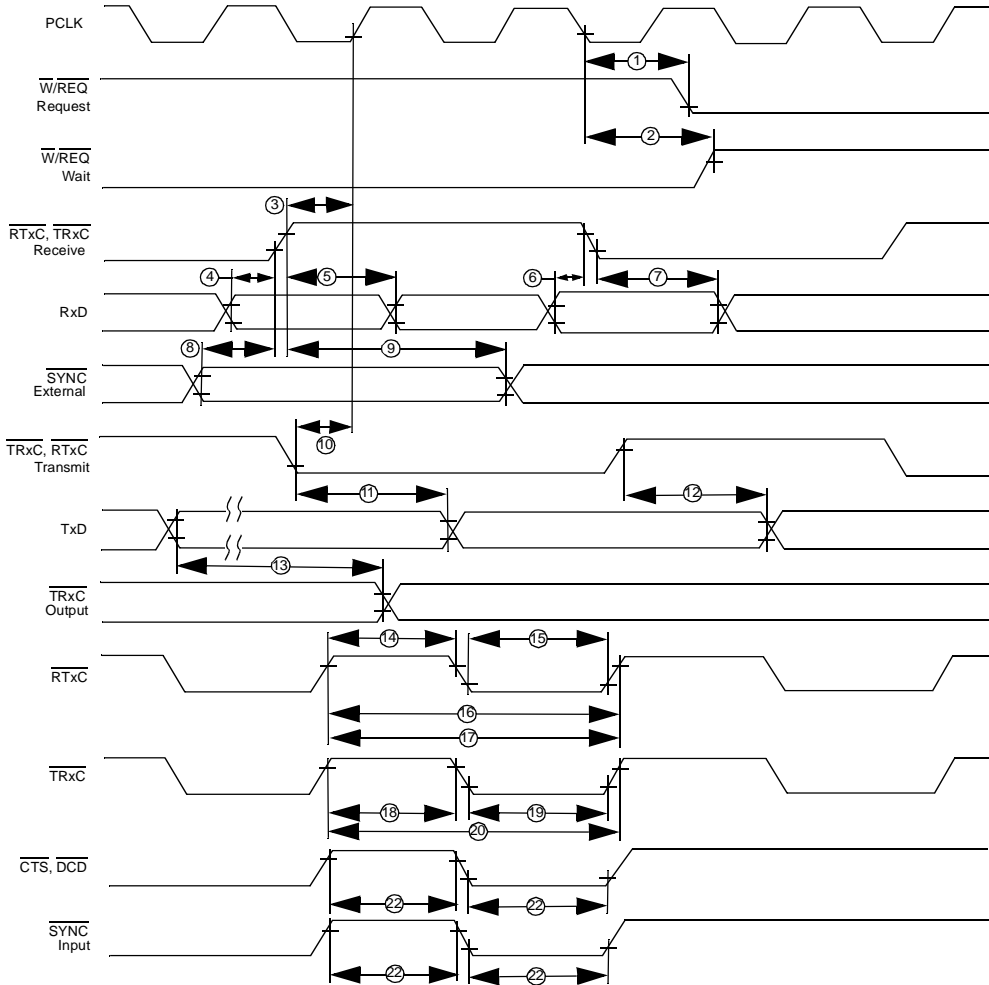 PCLK
①
W/REQ
Request
②
W/REQ
Wait
③
RTxC, TRxC
Receive
④ ⑤ ⑥ ⑦
RxD
⑧ ⑨
SYNC
External
⑩
TRxC, RTxC
Transmit
⑪ ⑫
TxD
⑬
TRxC
Output
⑭ ⑮
RTxC
⑯
⑰
TRxC
⑱ ⑲
⑳
CTS, DCD
㉒ ㉒
SYNC
Input
㉒ ㉒